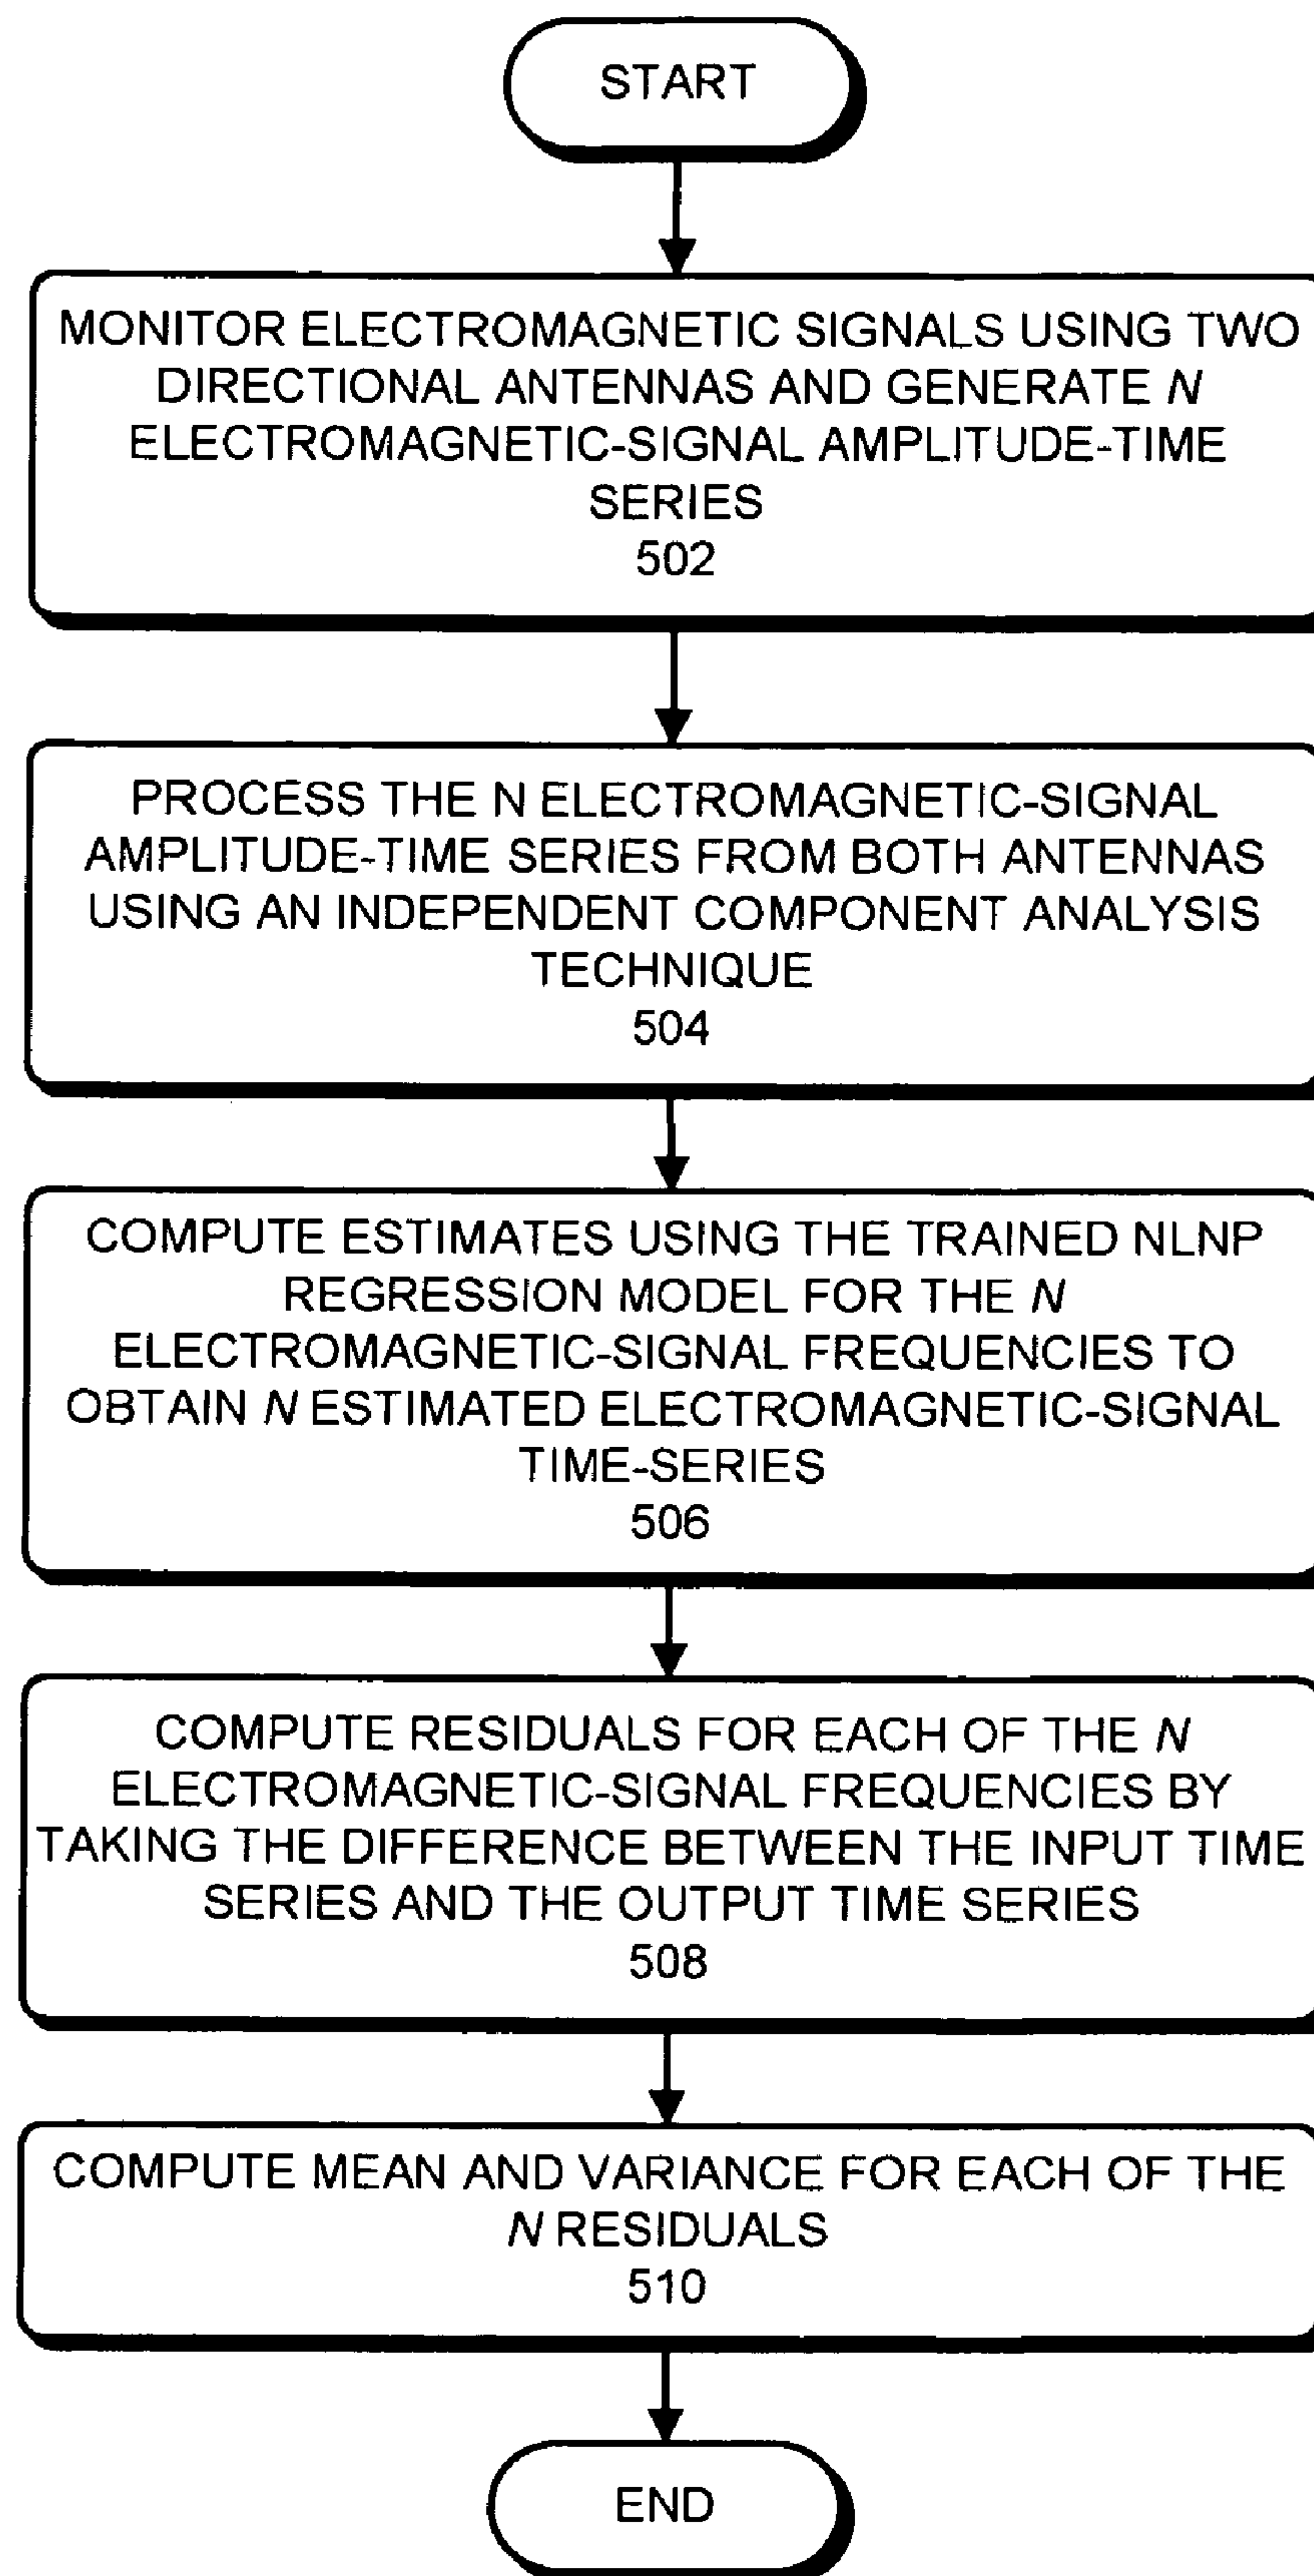 START
MONITOR ELECTROMAGNETIC SIGNALS USING TWO
DIRECTIONAL ANTENNAS AND GENERATE N
ELECTROMAGNETIC-SIGNAL AMPLITUDE-TIME
SERIES
502
PROCESS THE N ELECTROMAGNETIC-SIGNAL
AMPLITUDE-TIME SERIES FROM BOTH ANTENNAS
USING AN INDEPENDENT COMPONENT ANALYSIS
TECHNIQUE
504
COMPUTE ESTIMATES USING THE TRAINED NLNP
REGRESSION MODEL FOR THE N
ELECTROMAGNETIC-SIGNAL FREQUENCIES TO
OBTAIN N ESTIMATED ELECTROMAGNETIC-SIGNAL
TIME-SERIES
506
COMPUTE RESIDUALS FOR EACH OF THE N
ELECTROMAGNETIC-SIGNAL FREQUENCIES BY
TAKING THE DIFFERENCE BETWEEN THE INPUT TIME
SERIES AND THE OUTPUT TIME SERIES
508
COMPUTE MEAN AND VARIANCE FOR EACH OF THE
N RESIDUALS
510
END